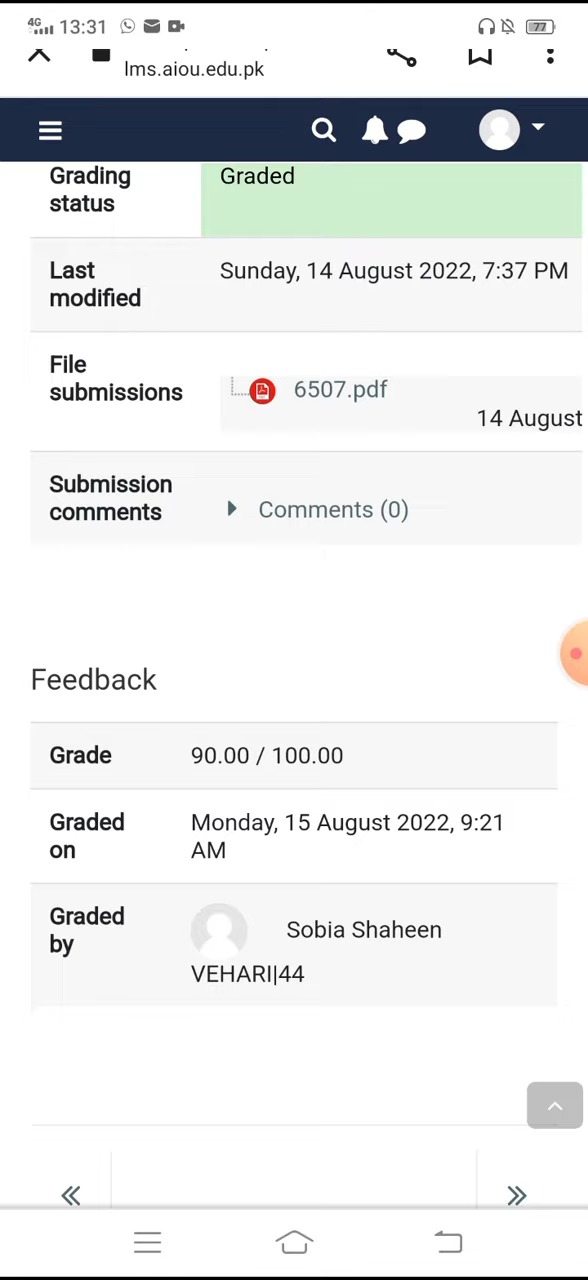 4G 13:31 77
lms.aiou.edu.pk
Grading Graded
status
Last Sunday, 14 August 2022, 7:37 PM
modified
File
submissions 6507.pdf
14 August
Submission
comments Comments (0)
Feedback
Grade 90.00 / 100.00
Graded Monday, 15 August 2022, 9:21
on AM
Graded Sobia Shaheen
by
VEHARI|44